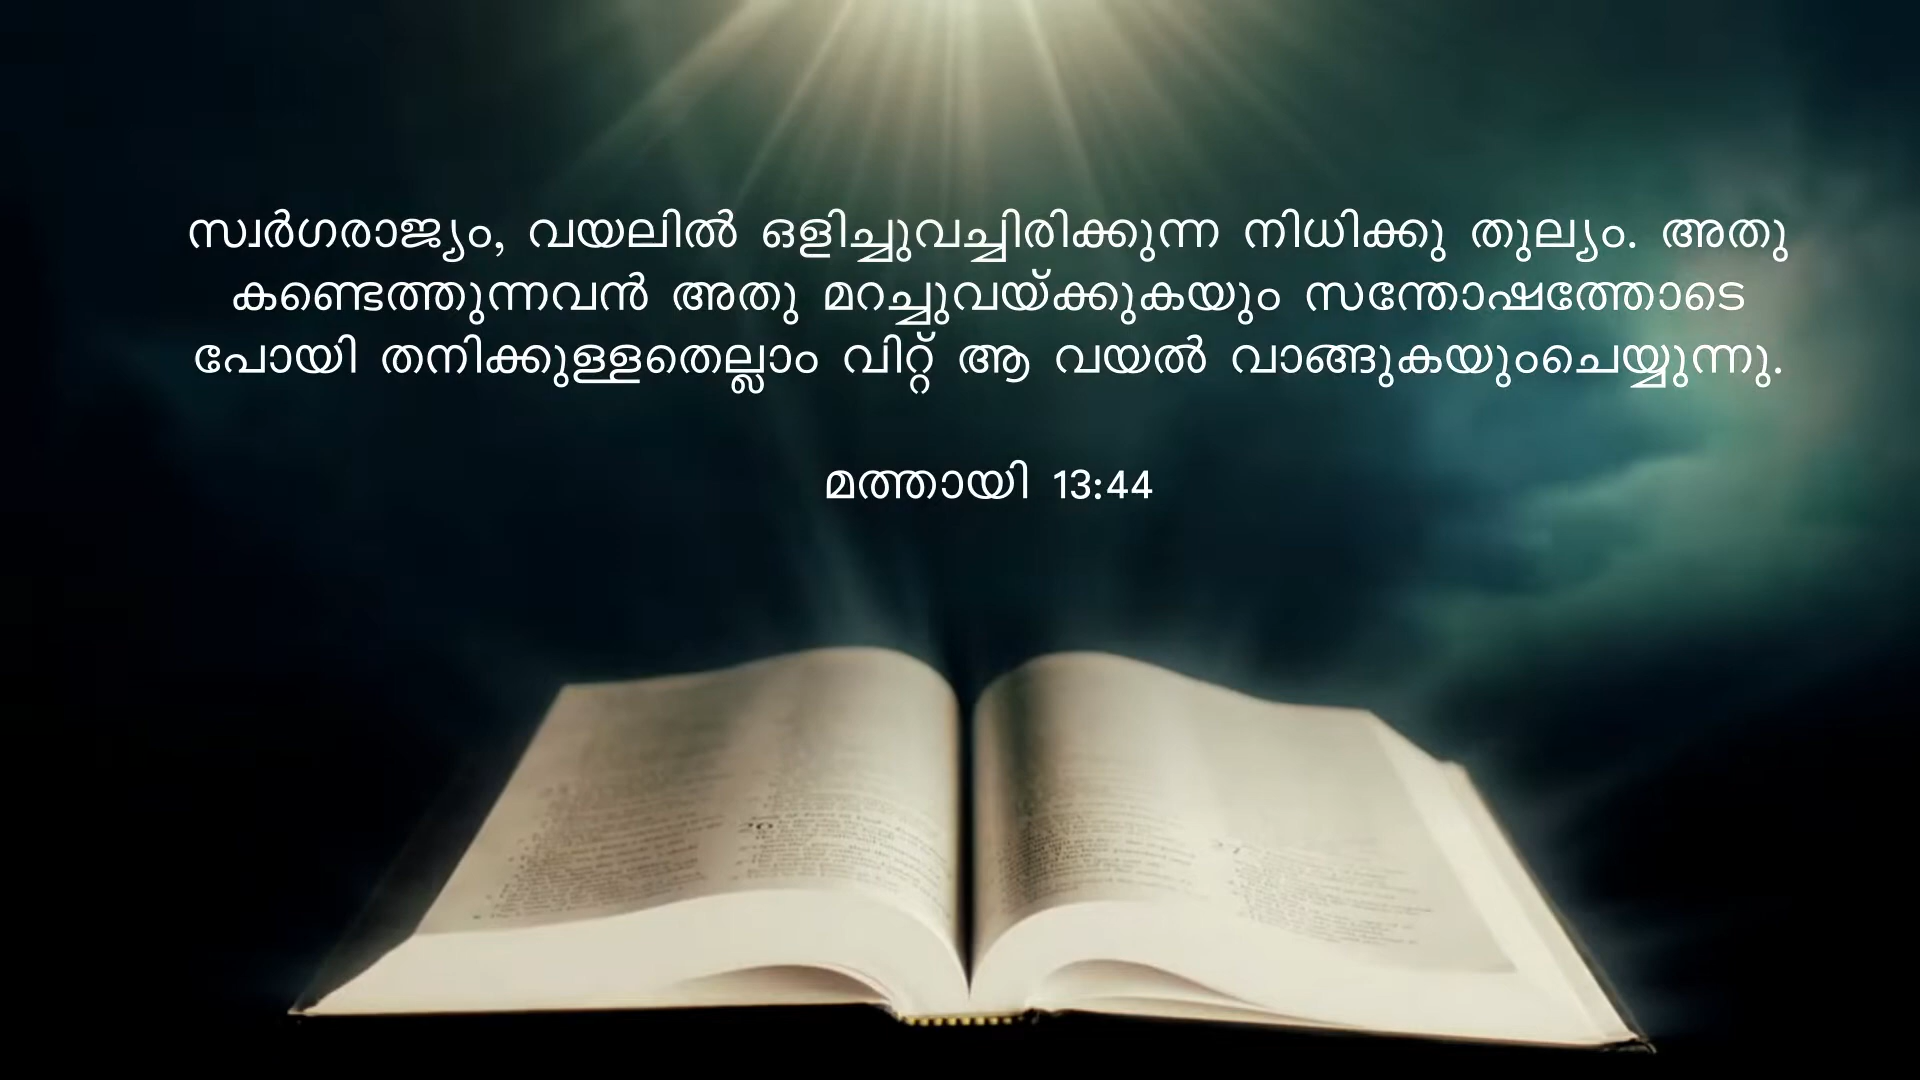 സ്വർഗരാജ്യം, വയലിൽ ഒളിച്ചുവച്ചിരിക്കുന്ന നിധിക്കു തുല്യം. അതു
കണ്ടെത്തുന്നവൻ അതു മറച്ചുവയ്ക്കുകയും സന്തോഷത്തോടെ
പോയി തനിക്കുള്ളതെല്ലാം വിറ്റ് ആ വയൽ വാങ്ങുകയുംചെയ്യുന്നു.
മത്തായി 13:44